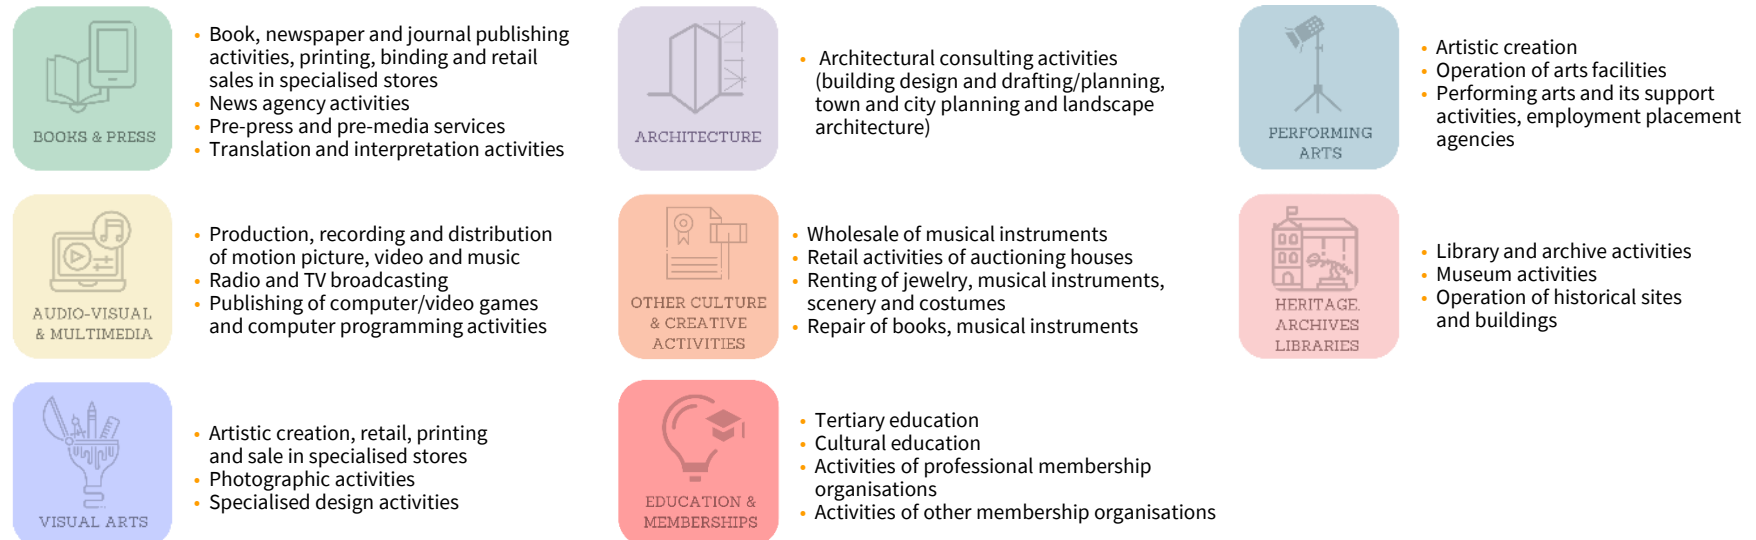 BOOKS & PRESS
• Book, newspaper and journal publishing
activities, printing, binding and retail
sales in specialised stores
• News agency activities
• Pre-press and pre-media services
• Translation and interpretation activities
ARCHITECTURE
• Architectural consulting activities
(building design and drafting/planning,
town and city planning and landscape
architecture)
PERFORMING
ARTS
• Artistic creation
• Operation of arts facilities
• Performing arts and its support
activities, employment placement
agencies
AUDIO-VISUAL
& MULTIMEDIA
• Production, recording and distribution
of motion picture, video and music
• Radio and TV broadcasting
• Publishing of computer/video games
and computer programming activities
OTHER CULTURE
& CREATIVE
ACTIVITIES
• Wholesale of musical instruments
• Retail activities of auctioning houses
• Renting of jewelry, musical instruments,
scenery and costumes
• Repair of books, musical instruments
HERITAGE,
ARCHIVES
LIBRARIES
• Library and archive activities
• Museum activities
• Operation of historical sites
and buildings
VISUAL ARTS
• Artistic creation, retail, printing
and sale in specialised stores
• Photographic activities
• Specialised design activities
EDUCATION &
MEMBERSHIPS
• Tertiary education
• Cultural education
• Activities of professional membership
organisations
• Activities of other membership organisations